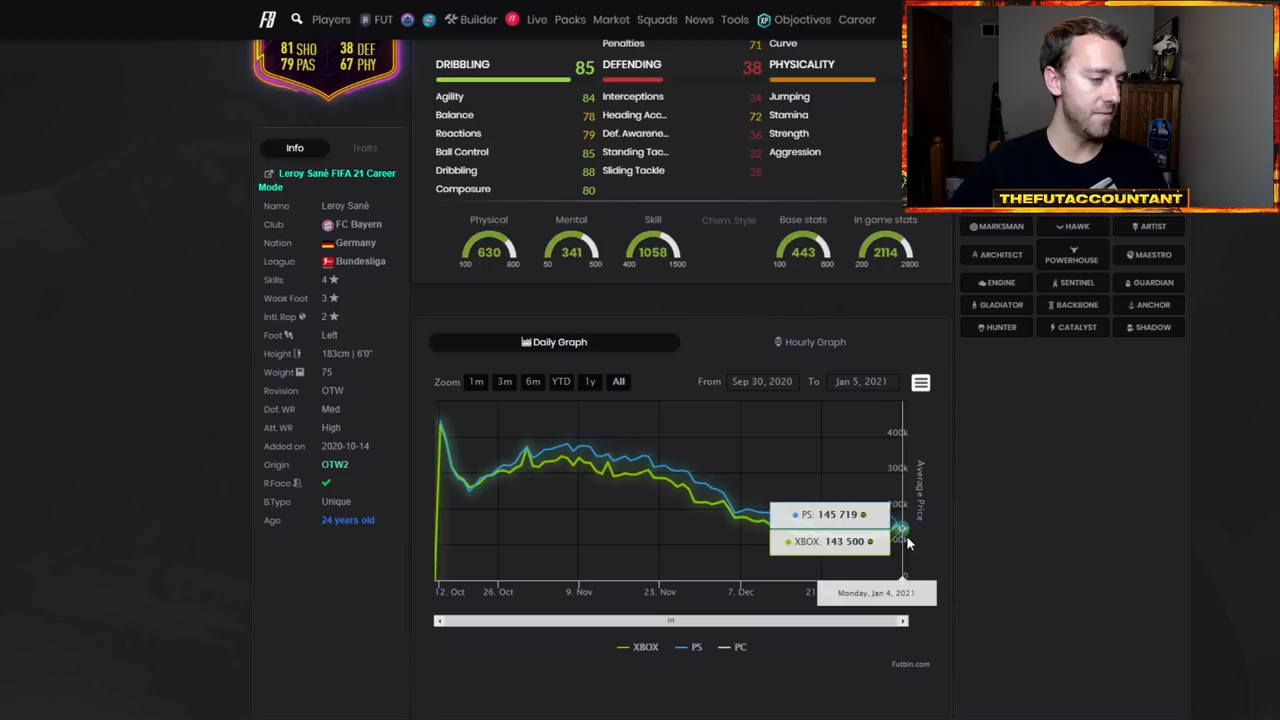 F8 Players FUT Builder Live Packs Market Squads News Tools XP Objectives Career
81 SHO 38 DEF
79 PAS 67 PHY
Penalties 71 Curve
DRIBBLING 85 DEFENDING 38 PHYSICALITY
Agility 84 Interceptions 34 Jumping
Balance 78 Heading Acc... 72 Stamina
Reactions 79 Def. Aware... 36 Strength
Ball Control 85 Standing Tac... 32 Aggression
Dribbling 88 Sliding Tackle 35
Composure 80
THEFUTACCOUNTANT
Info Traits
Leroy Sané FIFA 21 Career
Mode
Name Leroy Sané
Club FC Bayern
Nation Germany
League Bundesliga
Skills 4
Weak Foot 3
Intl. Rep 2
Foot Left
Height 183cm | 6'0"
Weight 75
Revision OTW
Def. WR Med
Att. WR High
Added on 2020-10-14
Origin OTW2
R.Face
B.Type Unique
Age 24 years old
Physical Mental Skill Chem. Style Base stats In game stats
630 341 1058 443 2114
100 800 50 500 400 1500 100 600 200 2800
MARKSMAN HAWK ARTIST
ARCHITECT POWERHOUSE MAESTRO
ENGINE SENTINEL GUARDIAN
GLADIATOR BACKBONE ANCHOR
HUNTER CATALYST SHADOW
Daily Graph Hourly Graph
Zoom 1m 3m 6m YTD 1y All From Sep 30, 2020 To Jan 5, 2021
400k
300k
Average Price
PS: 145 719
XBOX: 143 500
0
12. Oct 26. Oct 9. Nov 23. Nov 7. Dec 21
Monday, Jan 4, 2021
XBOX PS PC
Futbin.com